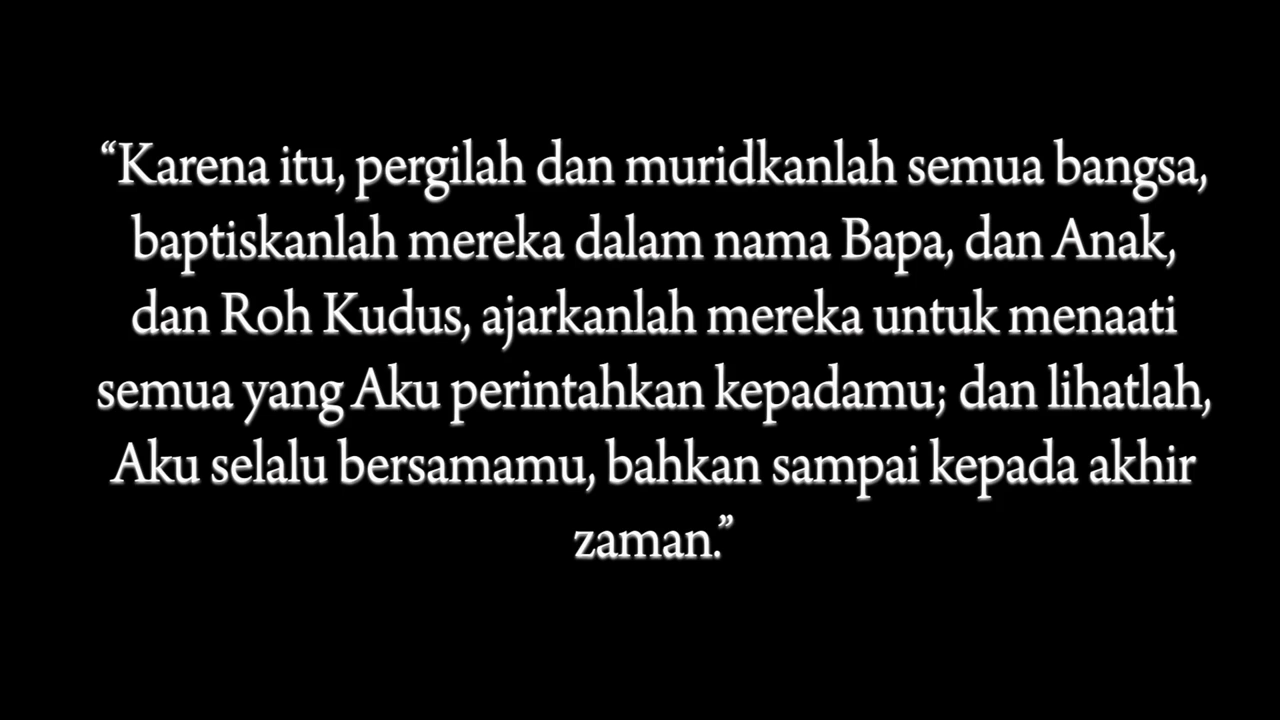 “Karena itu, pergilah dan muridkanlah semua bangsa,
baptiskanlah mereka dalam nama Bapa, dan Anak,
dan Roh Kudus, ajarkanlah mereka untuk menaati
semua yang Aku perintahkan kepadamu; dan lihatlah,
Aku selalu bersamamu, bahkan sampai kepada akhir
zaman.”